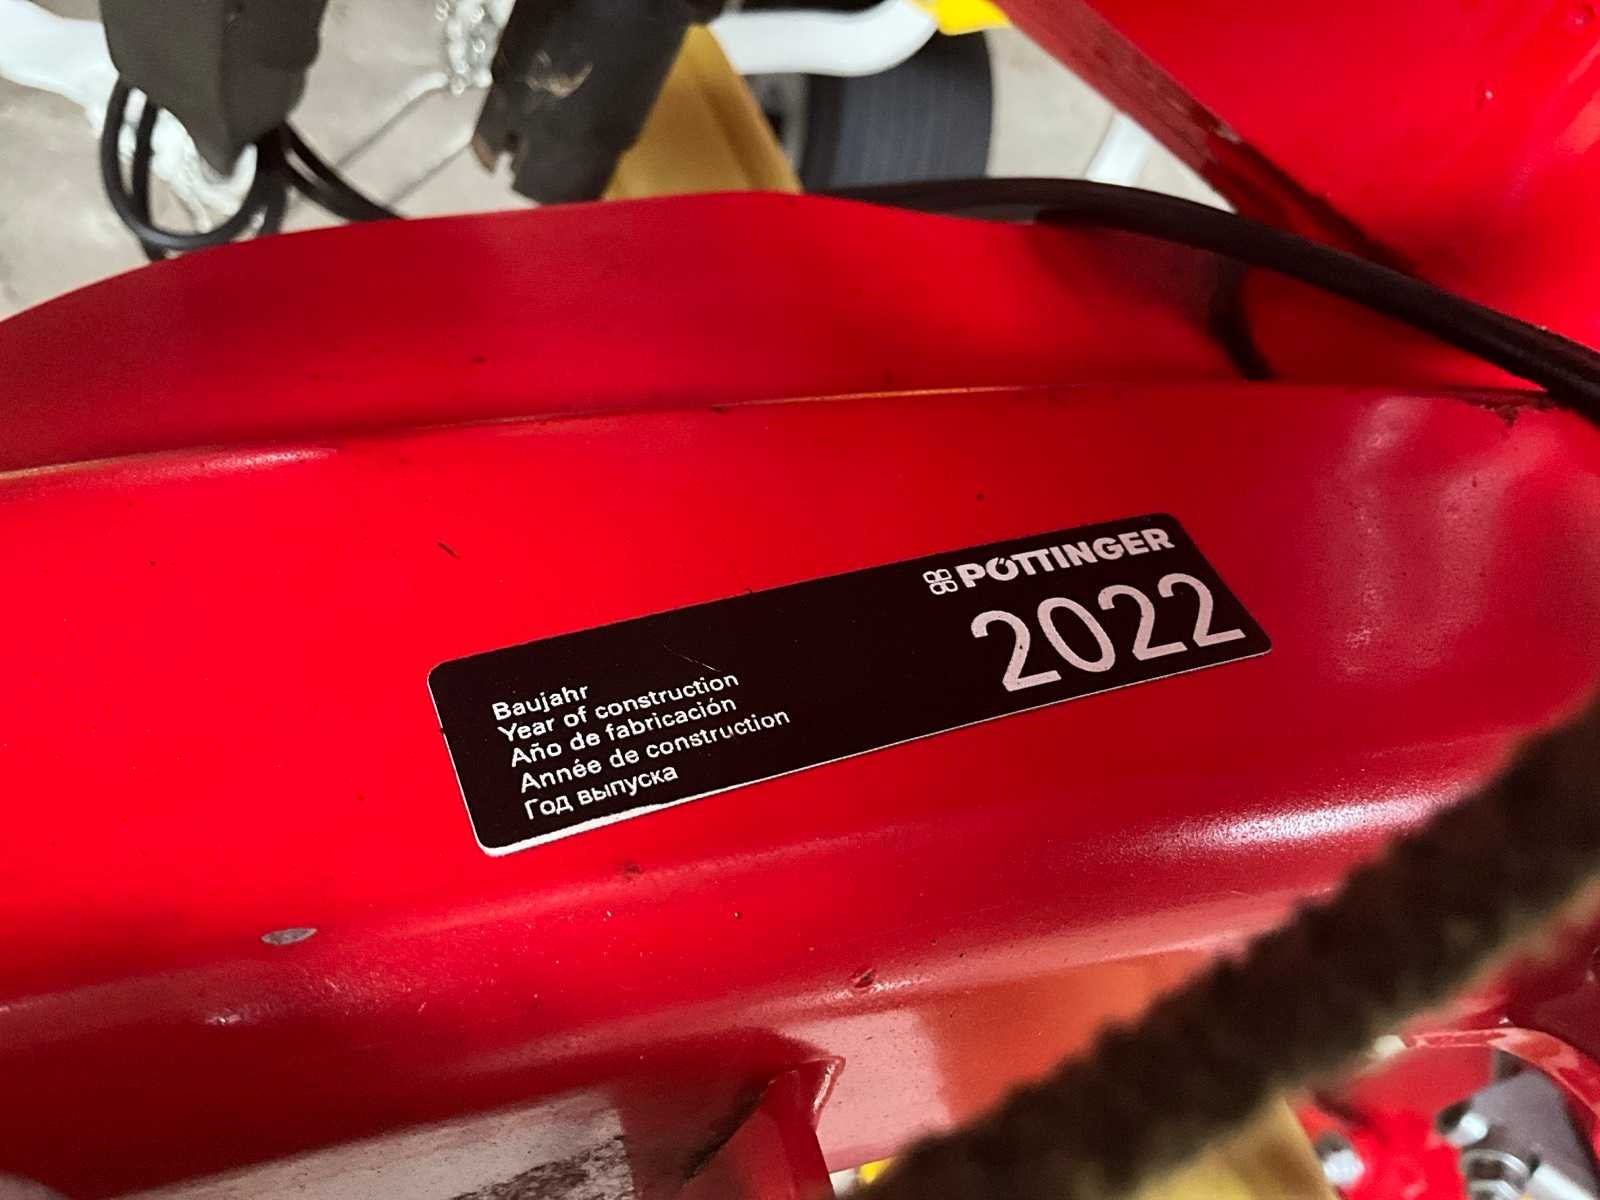 PÖTTINGER
2022
Baujahr
Year of construction
Año de fabricación
Année de construction
Год выпуска